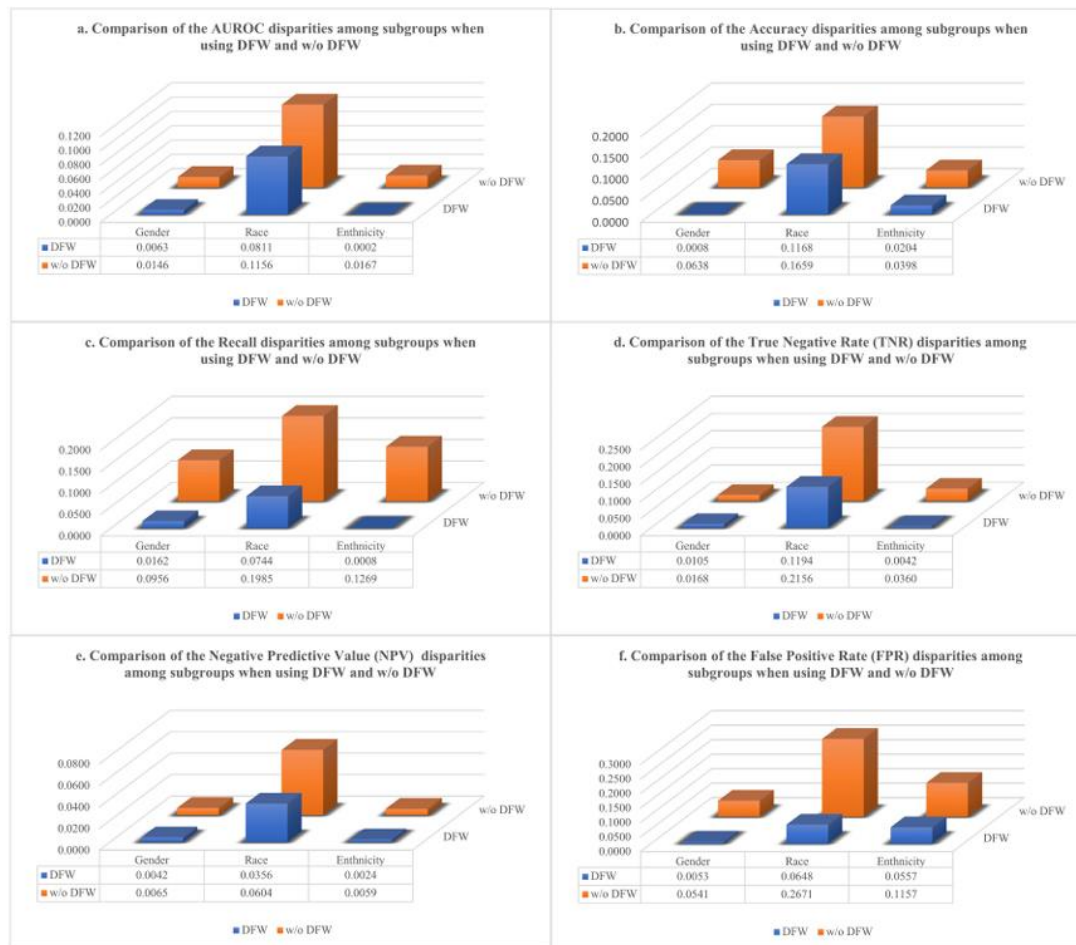 a. Comparison of the AUROC disparities among subgroups when
using DFW and w/o DFW
0.1200
0.1000
0.0800
0.0600
0.0400
0.0200
0.0000
w/o DFW
DFW
Gender Race Enthnicity
DFW 0.0063 0.0811 0.0002
w/o DFW 0.0146 0.1156 0.0167
DFW w/o DFW
b. Comparison of the Accuracy disparities among subgroups when
using DFW and w/o DFW
0.2000
0.1500
0.1000
0.0500
0.0000
w/o DFW
DFW
Gender Race Enthnicity
DFW 0.0008 0.1168 0.0204
w/o DFW 0.0638 0.1659 0.0398
DFW w/o DFW
c. Comparison of the Recall disparities among subgroups when
using DFW and w/o DFW
0.2000
0.1500
0.1000
0.0500
0.0000
w/o DFW
DFW
Gender Race Enthnicity
DFW 0.0162 0.0744 0.0008
w/o DFW 0.0956 0.1985 0.1269
DFW w/o DFW
d. Comparison of the True Negative Rate (TNR) disparities among
subgroups when using DFW and w/o DFW
0.2500
0.2000
0.1500
0.1000
0.0500
0.0000
w/o DFW
DFW
Gender Race Enthnicity
DFW 0.0105 0.1194 0.0042
w/o DFW 0.0168 0.2156 0.0360
DFW w/o DFW
e. Comparison of the Negative Predictive Value (NPV) disparities
among subgroups when using DFW and w/o DFW
0.0800
0.0600
0.0400
0.0200
0.0000
w/o DFW
DFW
Gender Race Enthnicity
DFW 0.0042 0.0356 0.0024
w/o DFW 0.0065 0.0604 0.0059
DFW w/o DFW
f. Comparison of the False Positive Rate (FPR) disparities among
subgroups when using DFW and w/o DFW
0.3000
0.2500
0.2000
0.1500
0.1000
0.0500
0.0000
w/o DFW
DFW
Gender Race Enthnicity
DFW 0.0053 0.0648 0.0557
w/o DFW 0.0541 0.2671 0.1157
DFW w/o DFW